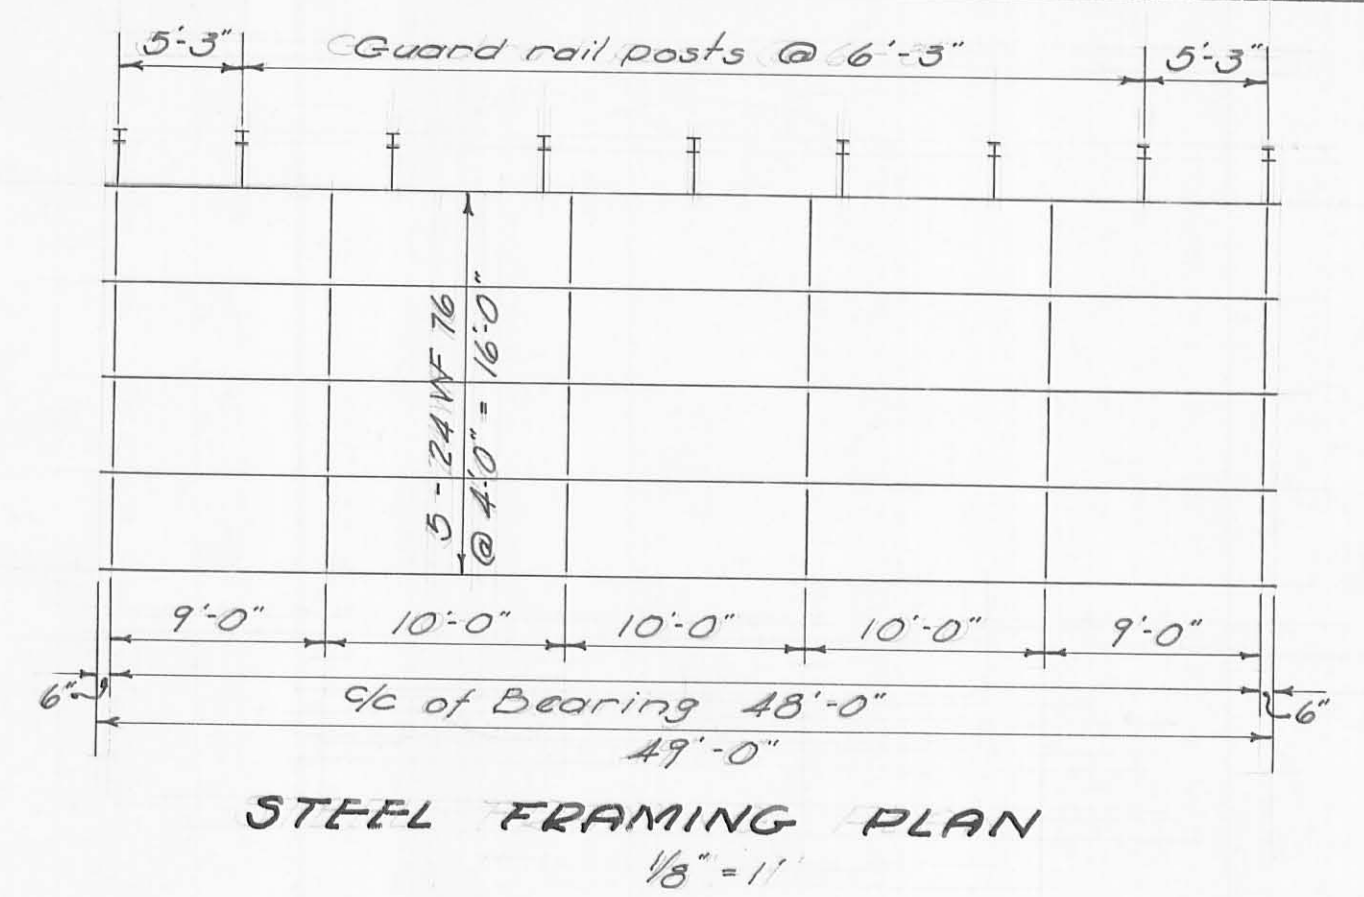 5'-3" Guard rail posts @ 6'-3" 5'-3"
5 - 24 WF 76
@ 4'-0" = 16'-0"
9'-0" 10'-0" 10'-0" 10'-0" 9'-0"
6" c/c of Bearing 48'-0" 6"
49'-0"
STEEL FRAMING PLAN
1/8" = 1'